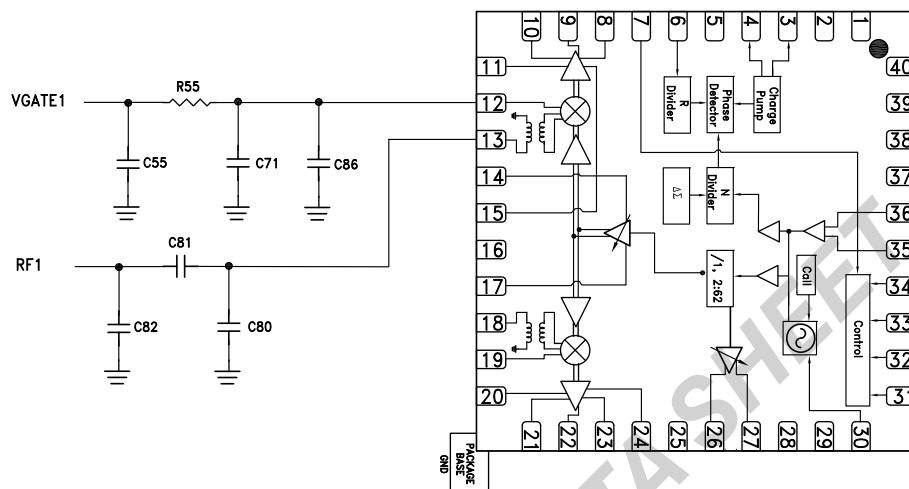 10 9 8 7 6 5 4 3 2 1
11
12
13
14
15
16
17
18
19
20
40
39
38
37
36
35
34
33
32
31
21 22 23 24 25 26 27 28 29 30
VGATE1
R55
C55
C71
C86
RF1
C81
C82
C80
R
Divider
Phase
Detector
Charge
Pump
N
Divider
ΔΣ
/1, 2:62
Call
Control
PACKAGE
BASE
GND
TA SHEET